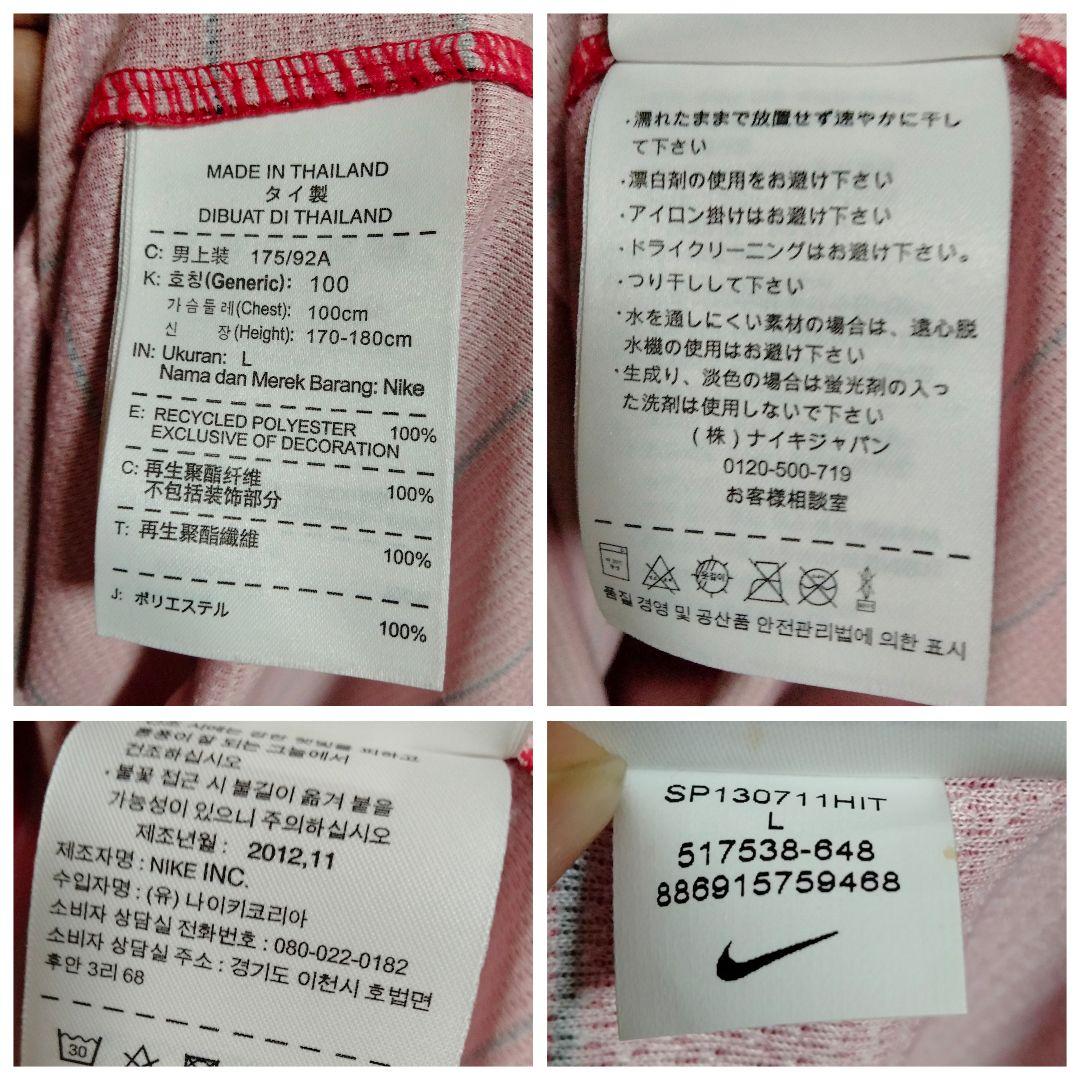 MADE IN THAILAND
タイ製
DIBUAT DI THAILAND
C: 男上装 175/92A
K: 호칭(Generic): 100
가슴둘레(Chest): 100cm
신 장(Height): 170-180cm
IN: Ukuran: L
Nama dan Merek Barang: Nike
E: RECYCLED POLYESTER 100%
EXCLUSIVE OF DECORATION
C: 再生聚酯纤维
不包括装饰部分 100%
T: 再生聚酯纖維 100%
J: ポリエステル 100%
・濡れたままで放置せず速やかに干し
て下さい
・漂白剤の使用をお避け下さい
・アイロン掛けはお避け下さい
・ドライクリーニングはお避け下さい。
・つり干しして下さい
・水を通しにくい素材の場合は、遠心脱
水機の使用はお避け下さい
・生成り、淡色の場合は蛍光剤の入っ
た洗剤は使用しないで下さい
(株)ナイキジャパン
0120-500-719
お客様相談室
품질 경영 및 공산품 안전관리법에 의한 표시
통풍이 잘 되는 그늘에서
건조하십시오
・불꽃 접근 시 불길이 옮겨 붙을
가능성이 있으니 주의하십시오
제조년월 : 2012,11
제조자명 : NIKE INC.
수입자명 : (유) 나이키코리아
소비자 상담실 전화번호 : 080-022-0182
소비자 상담실 주소 : 경기도 이천시 호법면
후안 3리 68
30
SP130711HIT
L
517538-648
886915759468